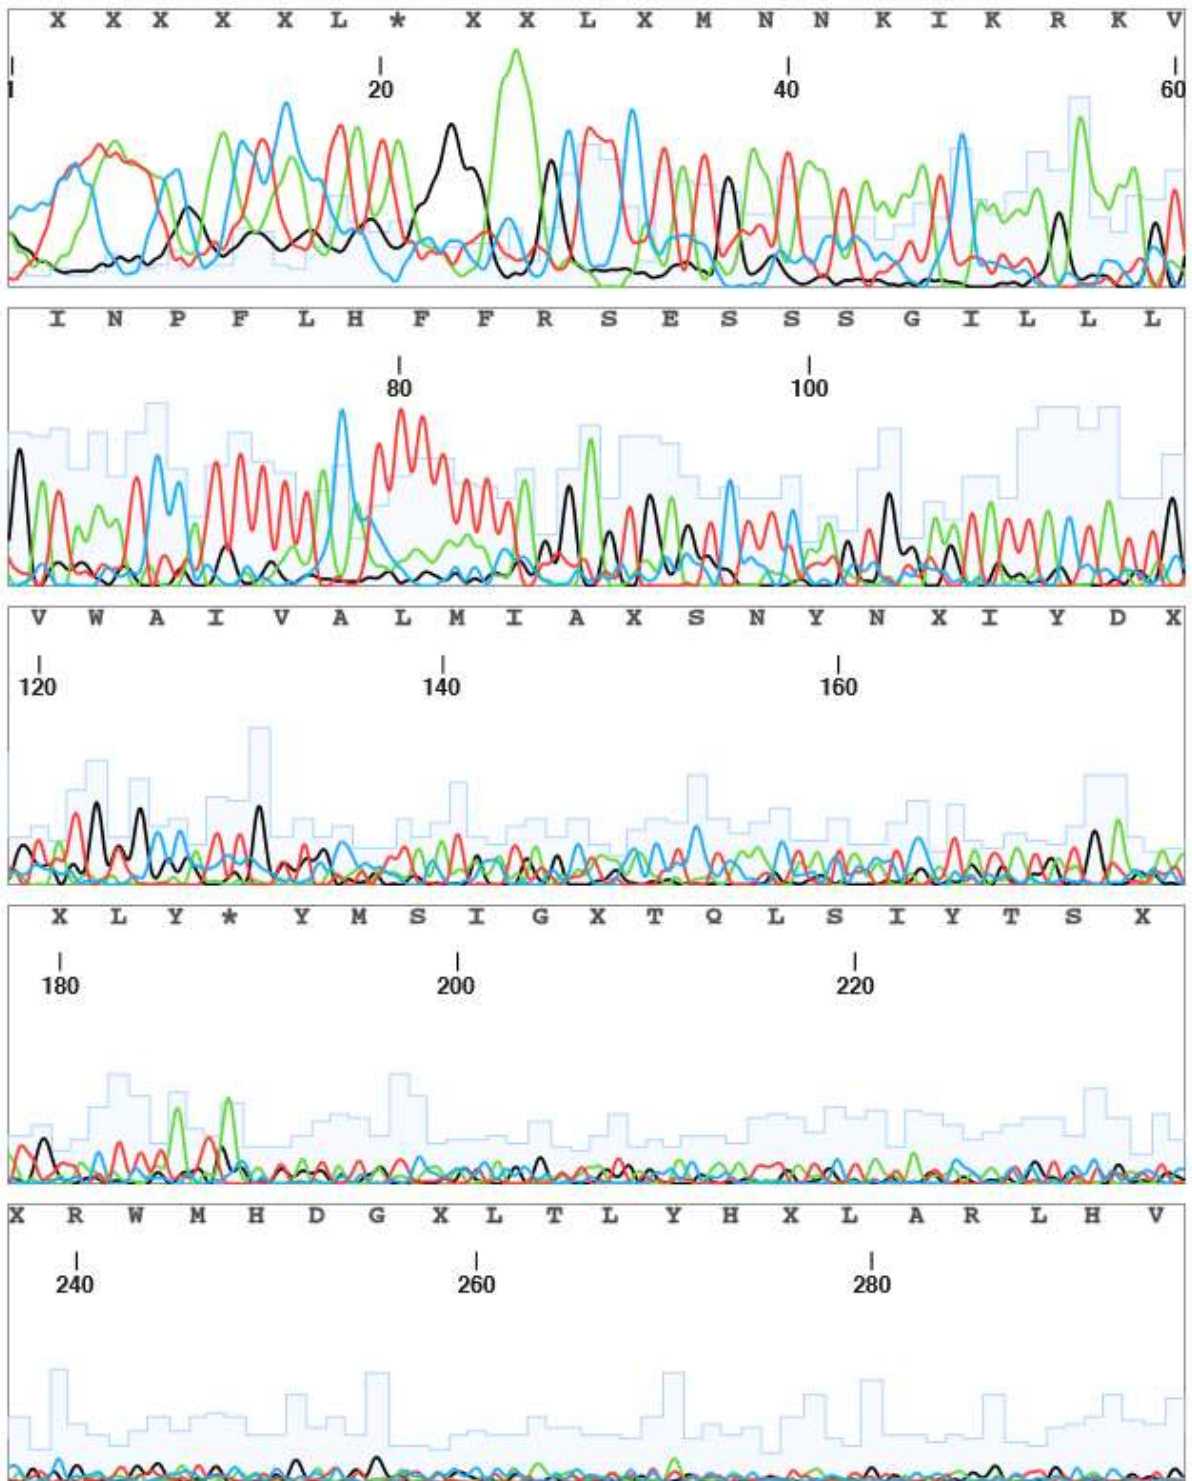 X X X X X L * X X L X M N N K I K R K V
1 20 40 60
I N P F L H F F R S E S S S G I L L L
80 100
V W A I V A L M I A X S N Y N X I Y D X
120 140 160
X L Y * Y M S I G X T Q L S I Y T S X
180 200 220
X R W M H D G X L T L Y H X L A R L H V
240 260 280